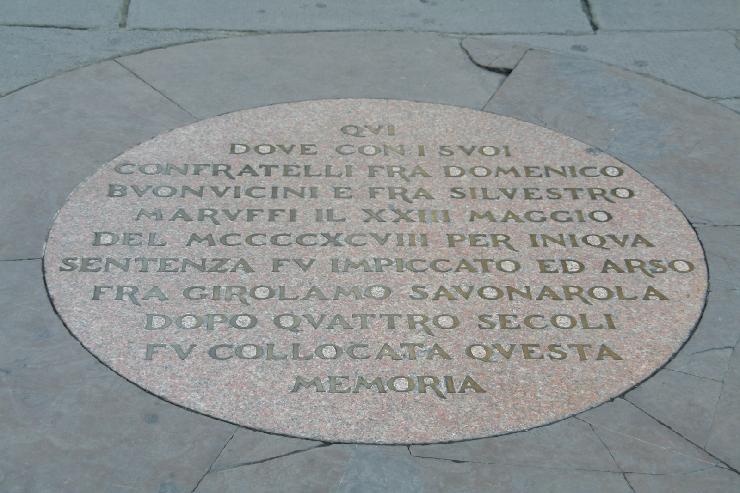 QVI
DOVE CON I SVOI
CONFRATELLI FRA DOMENICO
BVONVICINI E FRA SILVESTRO
MARVFFI IL XXIII MAGGIO
DEL MCCCCXCVIII PER INIQVA
SENTENZA FV IMPICCATO ED ARSO
FRA GIROLAMO SAVONAROLA
DOPO QVATTRO SECOLI
FV COLLOCATA QVESTA
MEMORIA